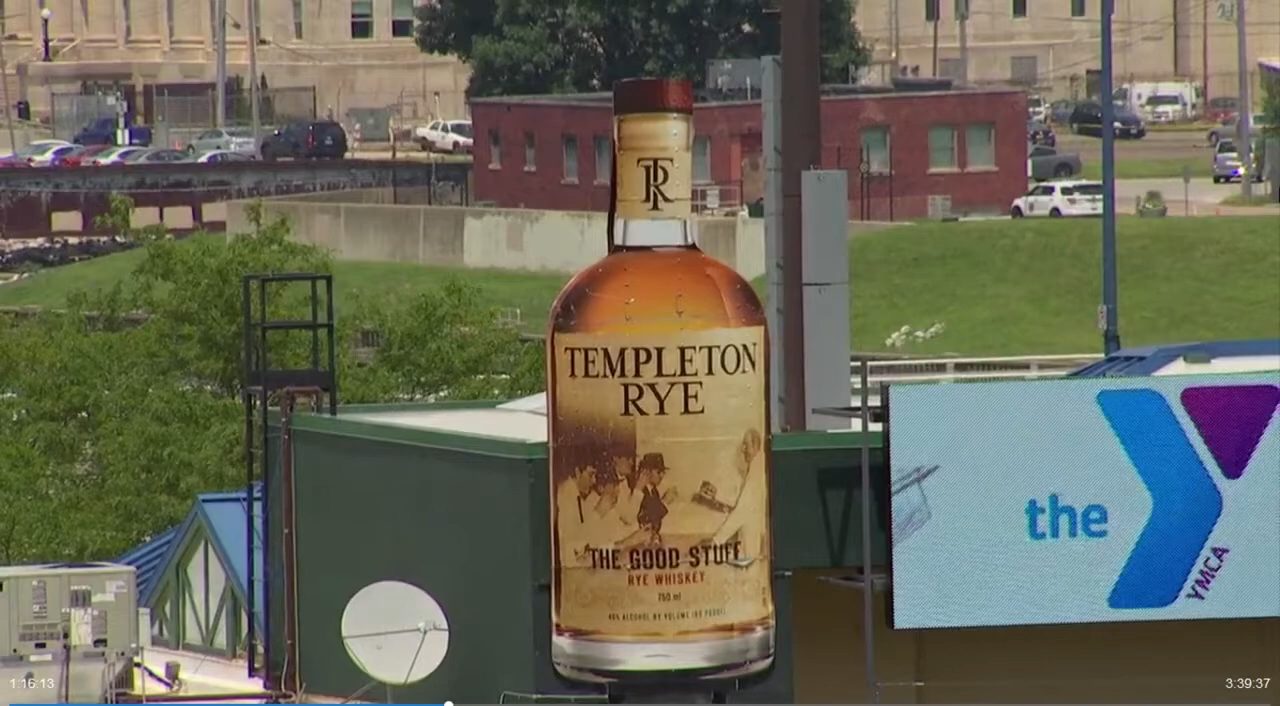 TR
TEMPLETON
RYE
THE GOOD STUFF
RYE WHISKEY
750 ml
the
YMCA
1:16:13
3:39:37